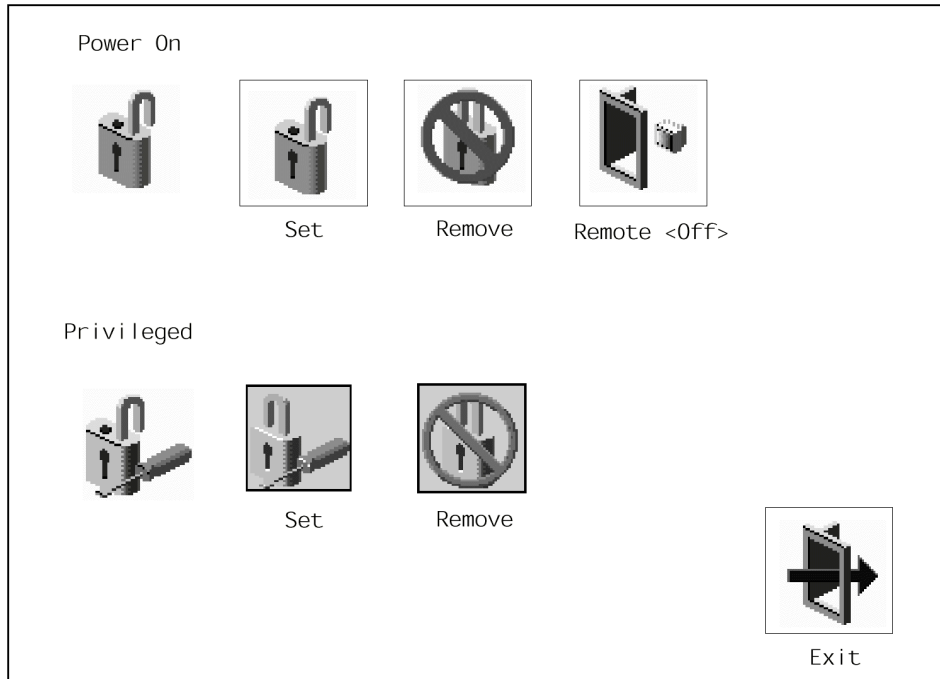 Power On
Set
Remove
Remote <Off>
Privileged
Set
Remove
Exit